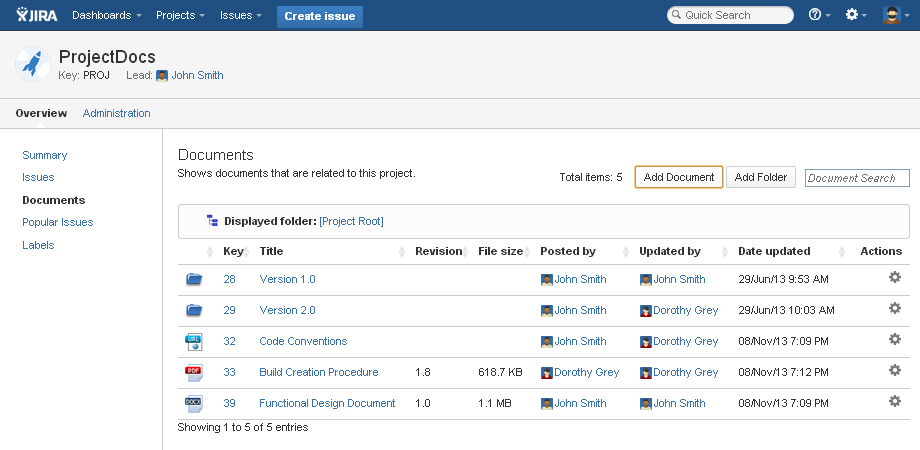 JIRA Dashboards Projects Issues Create issue Quick Search
ProjectDocs
Key: PROJ · Lead: John Smith
Overview Administration
Summary
Issues
Documents
Popular Issues
Labels
Documents
Shows documents that are related to this project.
Total items: 5 Add Document Add Folder Document Search
Displayed folder: [Project Root]
Key Title Revision File size Posted by Updated by Date updated Actions
28 Version 1.0 John Smith John Smith 29/Jun/13 9:53 AM
29 Version 2.0 John Smith Dorothy Grey 29/Jun/13 10:03 AM
URL 32 Code Conventions John Smith Dorothy Grey 08/Nov/13 7:09 PM
PDF 33 Build Creation Procedure 1.8 618.7 KB Dorothy Grey Dorothy Grey 08/Nov/13 7:12 PM
DOCX 39 Functional Design Document 1.0 1.1 MB John Smith John Smith 08/Nov/13 7:09 PM
Showing 1 to 5 of 5 entries